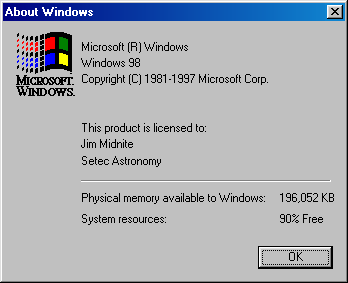 About Windows
MICROSOFT.
WINDOWS.
Microsoft (R) Windows
Windows 98
Copyright (C) 1981-1997 Microsoft Corp.
This product is licensed to:
Jim Midnite
Setec Astronomy
Physical memory available to Windows: 196,052 KB
System resources: 90% Free
OK